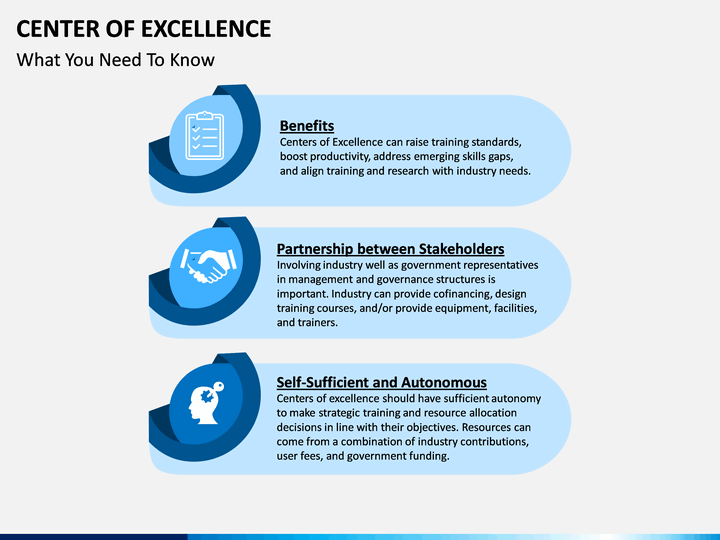 CENTER OF EXCELLENCE
What You Need To Know
Benefits
Centers of Excellence can raise training standards,
boost productivity, address emerging skills gaps,
and align training and research with industry needs.
Partnership between Stakeholders
Involving industry well as government representatives
in management and governance structures is
important. Industry can provide cofinancing, design
training courses, and/or provide equipment, facilities,
and trainers.
Self-Sufficient and Autonomous
Centers of excellence should have sufficient autonomy
to make strategic training and resource allocation
decisions in line with their objectives. Resources can
come from a combination of industry contributions,
user fees, and government funding.